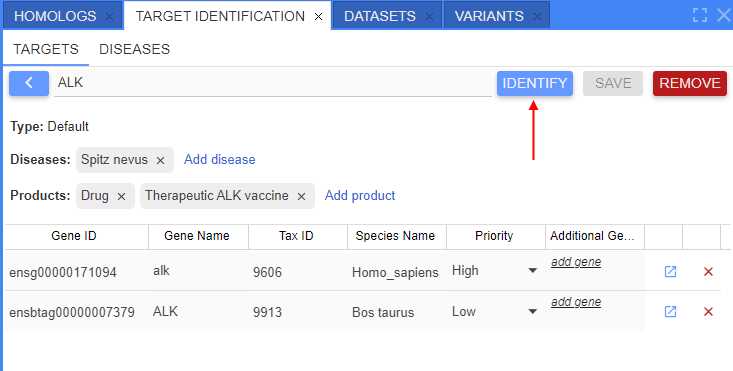 HOMOLOGS × TARGET IDENTIFICATION × DATASETS × VARIANTS ×
TARGETS DISEASES
ALK IDENTIFY SAVE REMOVE
Type: Default
Diseases: Spitz nevus × Add disease
Products: Drug × Therapeutic ALK vaccine × Add product
Gene ID Gene Name Tax ID Species Name Priority Additional Ge...
ensg00000171094 alk 9606 Homo_sapiens High add gene
ensbtag00000007379 ALK 9913 Bos taurus Low add gene